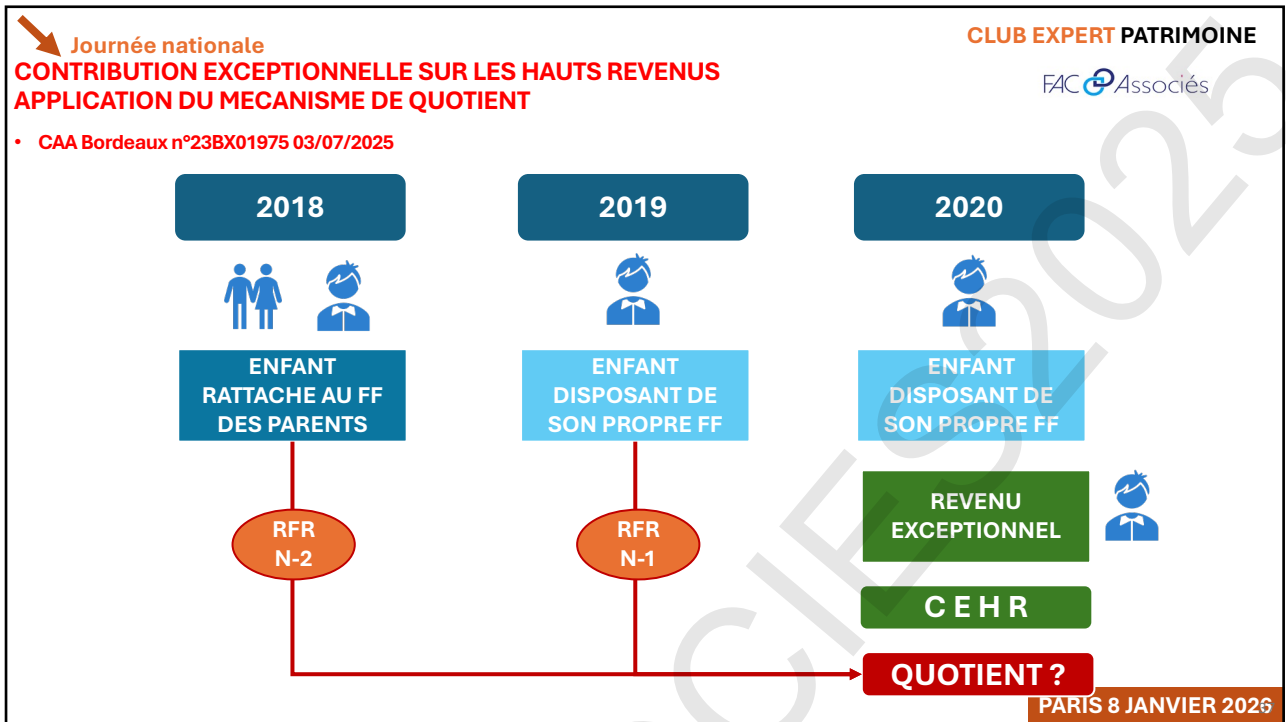 Journée nationale
CLUB EXPERT PATRIMOINE
CONTRIBUTION EXCEPTIONNELLE SUR LES HAUTS REVENUS
APPLICATION DU MECANISME DE QUOTIENT
FAC Associés
• CAA Bordeaux n°23BX01975 03/07/2025
2018
2019
2020
ENFANT
RATTACHE AU FF
DES PARENTS
ENFANT
DISPOSANT DE
SON PROPRE FF
ENFANT
DISPOSANT DE
SON PROPRE FF
RFR
N-2
RFR
N-1
REVENU
EXCEPTIONNEL
C E H R
QUOTIENT ?
PARIS 8 JANVIER 2026
CIES2025